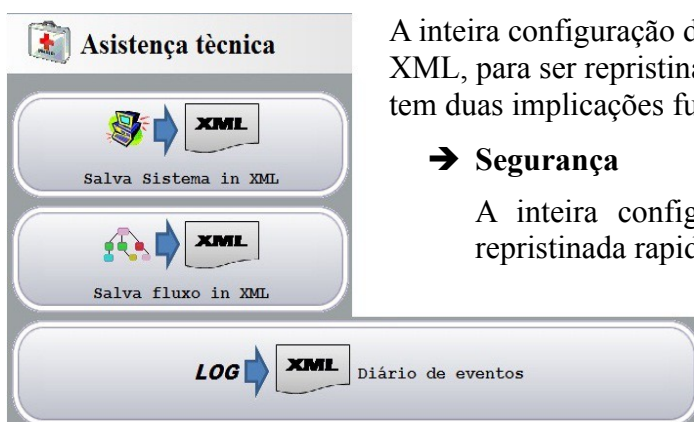 Asistença tècnica
XML
Salva Sistema in XML
XML
Salva fluxo in XML
LOG XML Diário de eventos
A inteira configuração
XML, para ser repristina
tem duas implicações fu
➔ Segurança
A inteira config
repristinada rapid